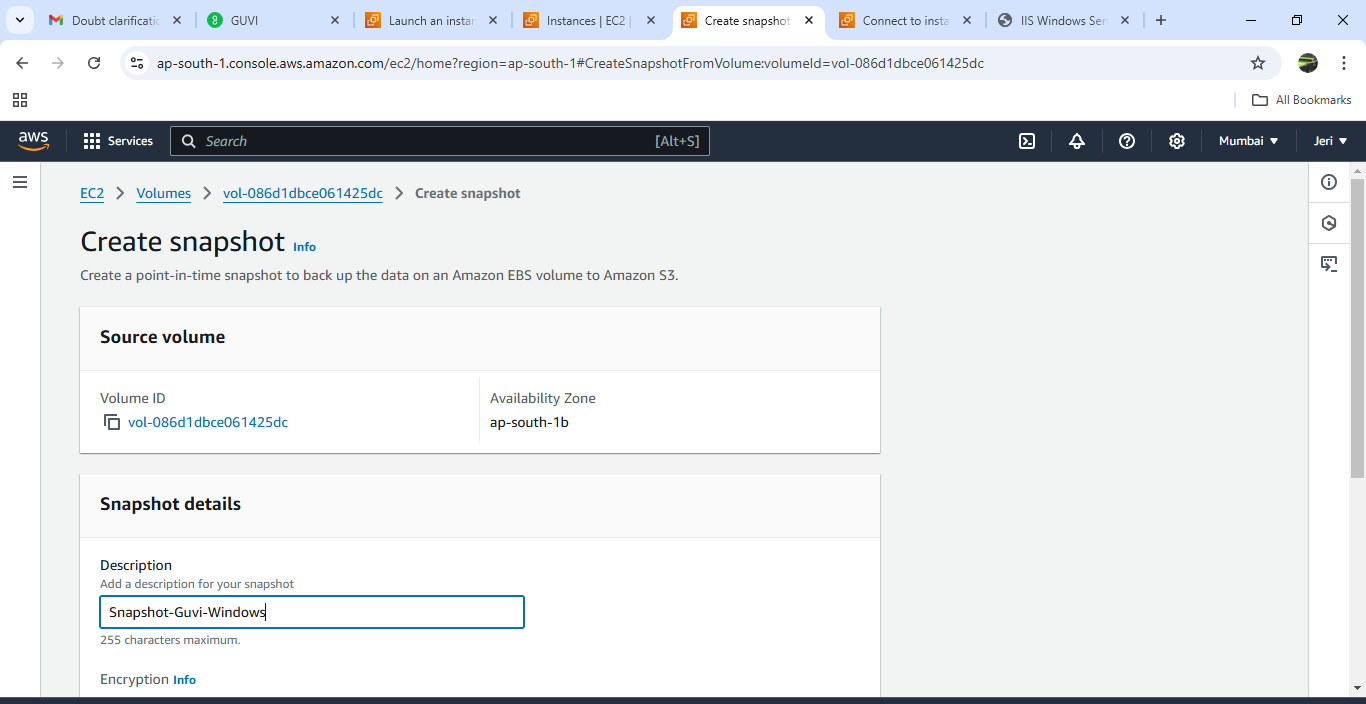 Doubt clarificatio
GUVI
Launch an instan
Instances | EC2 |
Create snapshot
Connect to insta
IIS Windows Ser
ap-south-1.console.aws.amazon.com/ec2/home?region=ap-south-1#CreateSnapshotFromVolume:volumeId=vol-086d1dbce061425dc
All Bookmarks
aws Services Search [Alt+S] Mumbai Jeri
EC2 > Volumes > vol-086d1dbce061425dc > Create snapshot
Create snapshot Info
Create a point-in-time snapshot to back up the data on an Amazon EBS volume to Amazon S3.
Source volume
Volume ID
vol-086d1dbce061425dc
Availability Zone
ap-south-1b
Snapshot details
Description
Add a description for your snapshot
Snapshot-Guvi-Windows
255 characters maximum.
Encryption Info